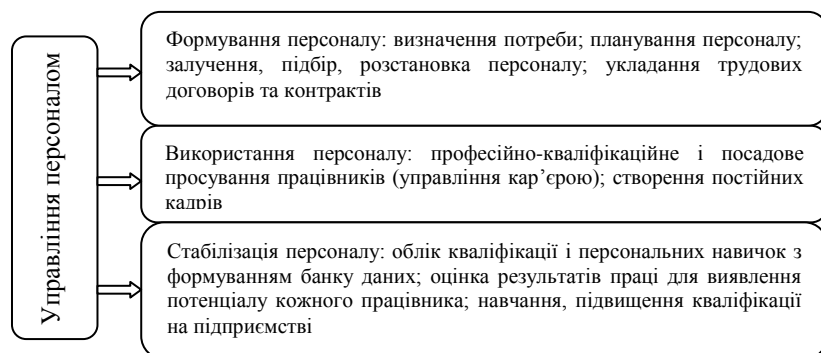 Управління персоналом
Формування персоналу: визначення потреби; планування персоналу;
залучення, підбір, розстановка персоналу; укладання трудових
договорів та контрактів
Використання персоналу: професійно-кваліфікаційне і посадове
просування працівників (управління кар’єрою); створення постійних
кадрів
Стабілізація персоналу: облік кваліфікації і персональних навичок з
формуванням банку даних; оцінка результатів праці для виявлення
потенціалу кожного працівника; навчання, підвищення кваліфікації
на підприємстві